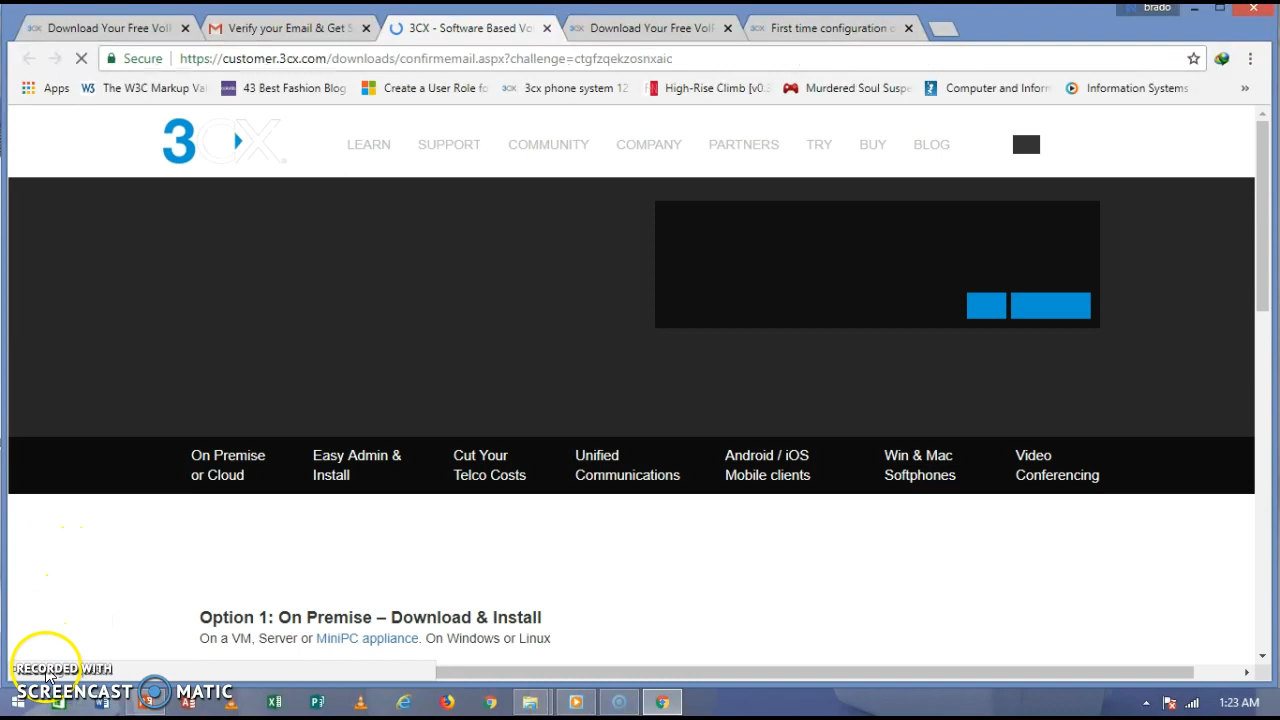 brado
Download Your Free VoI
Verify your Email & Get S
3CX - Software Based Vo
Download Your Free VoI
First time configuration o
Secure
https://customer.3cx.com/downloads/confirmemail.aspx?challenge=ctgfzqekzosnxaic
Apps
The W3C Markup Va
43 Best Fashion Blog
Create a User Role fo
3cx phone system 12
High-Rise Climb [v0.
Murdered Soul Suspe
Computer and Inforn
Information Systems
»
3CX
LEARN
SUPPORT
COMMUNITY
COMPANY
PARTNERS
TRY
BUY
BLOG
On Premise
or Cloud
Easy Admin &
Install
Cut Your
Telco Costs
Unified
Communications
Android / iOS
Mobile clients
Win & Mac
Softphones
Video
Conferencing
Option 1: On Premise – Download & Install
On a VM, Server or MiniPC appliance. On Windows or Linux
RECORDED WITH
SCREENCAST MATIC
1:23 AM